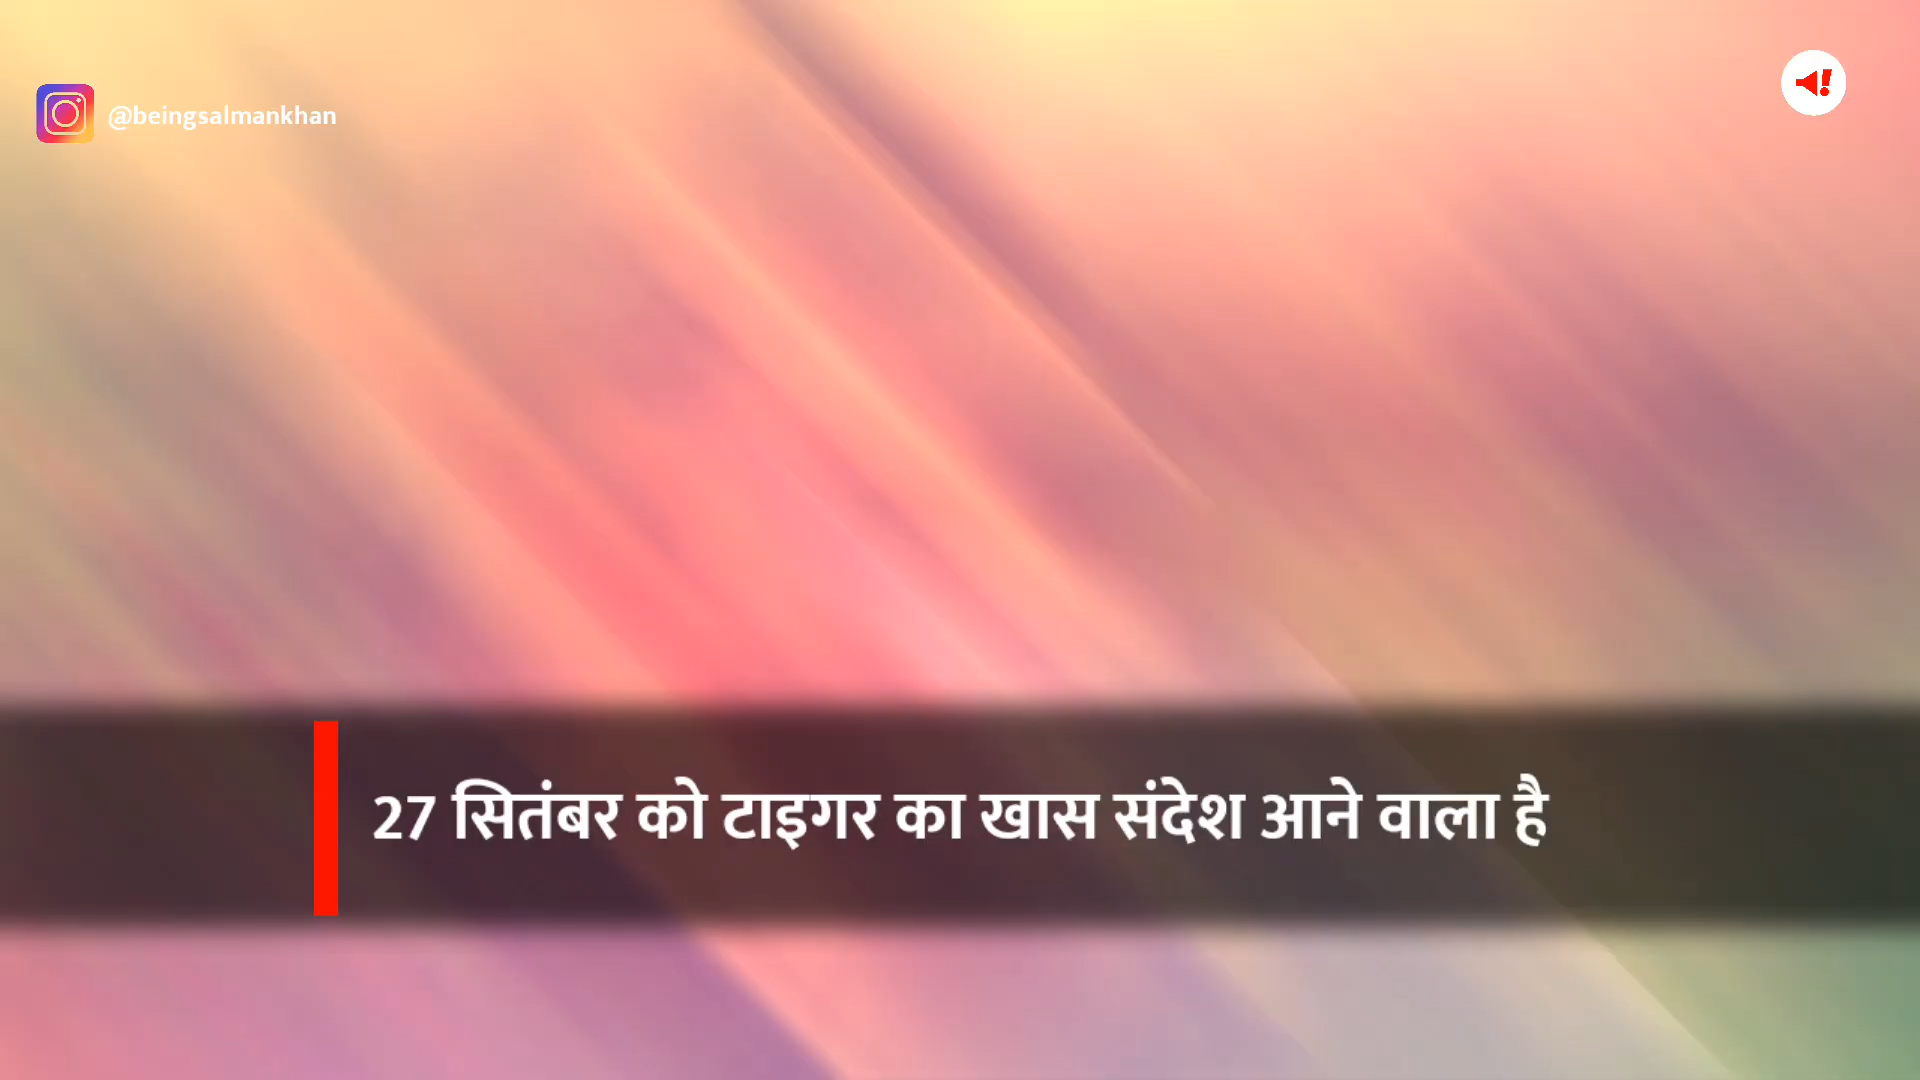 @beingsalmankhan
27 सितंबर को टाइगर का खास संदेश आने वाला है